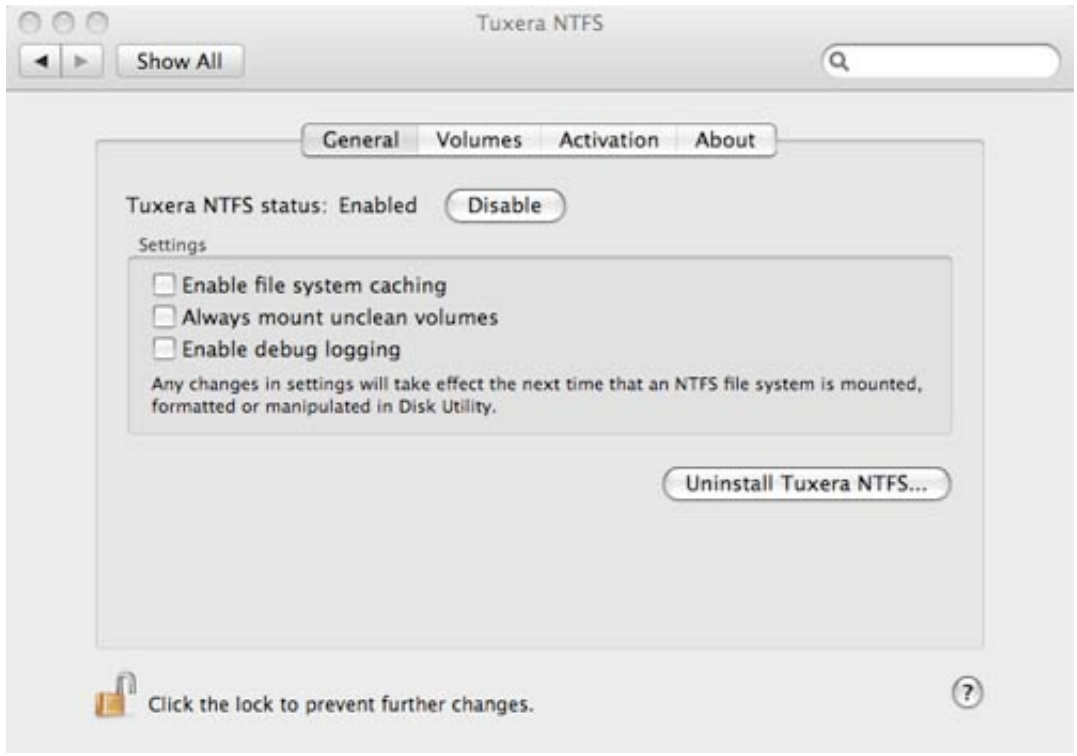 Tuxera NTFS
Show All
General Volumes Activation About
Tuxera NTFS status: Enabled Disable
Settings
Enable file system caching
Always mount unclean volumes
Enable debug logging
Any changes in settings will take effect the next time that an NTFS file system is mounted,
formatted or manipulated in Disk Utility.
Uninstall Tuxera NTFS...
Click the lock to prevent further changes.
?